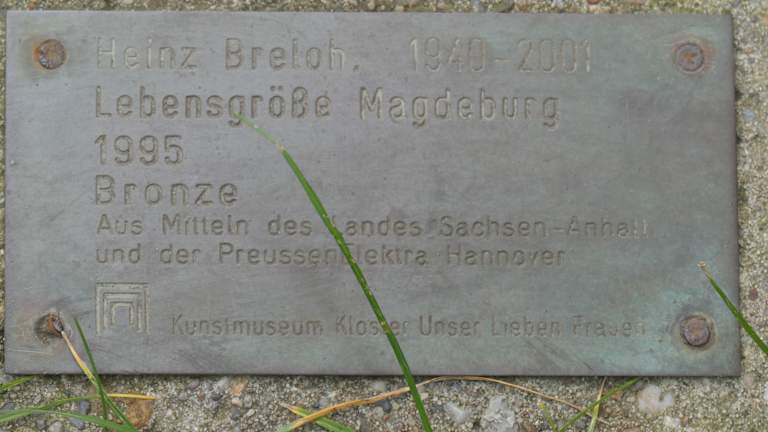 Heinz Breloh. 1940-2001
Lebensgröße Magdeburg
1995
Bronze
Aus Mitteln des Landes Sachsen-Anhalt
und der PreussenElektra Hannover
Kunstmuseum Kloster Unser Lieben Frauen